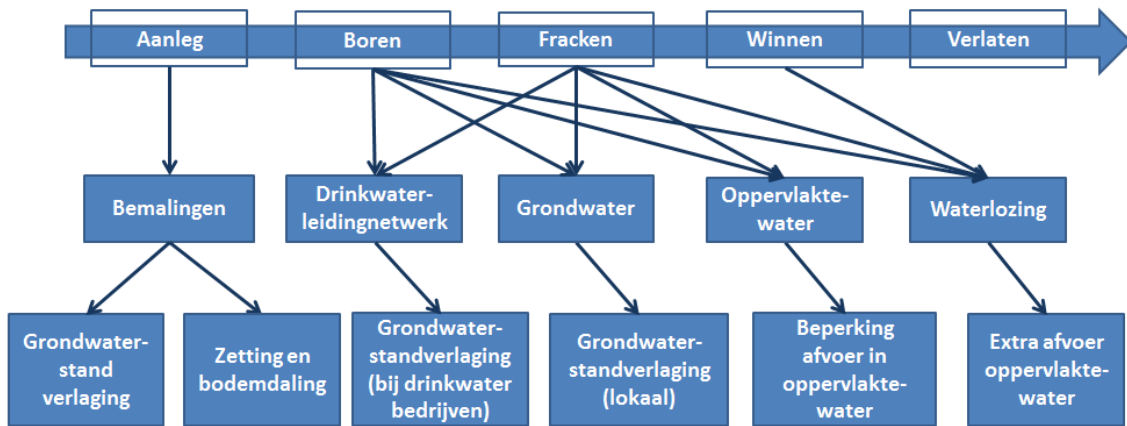 Aanleg
Boren
Fracken
Winnen
Verlaten
Bemalingen
Drinkwater-
leidingnetwerk
Grondwater
Oppervlakte-
water
Waterlozing
Grondwater-
stand
verlaging
Zetting en
bodemdaling
Grondwater-
standverlaging
(bij drinkwater
bedrijven)
Grondwater-
standverlaging
(lokaal)
Beperking
afvoer in
oppervlakte-
water
Extra afvoer
oppervlakte-
water